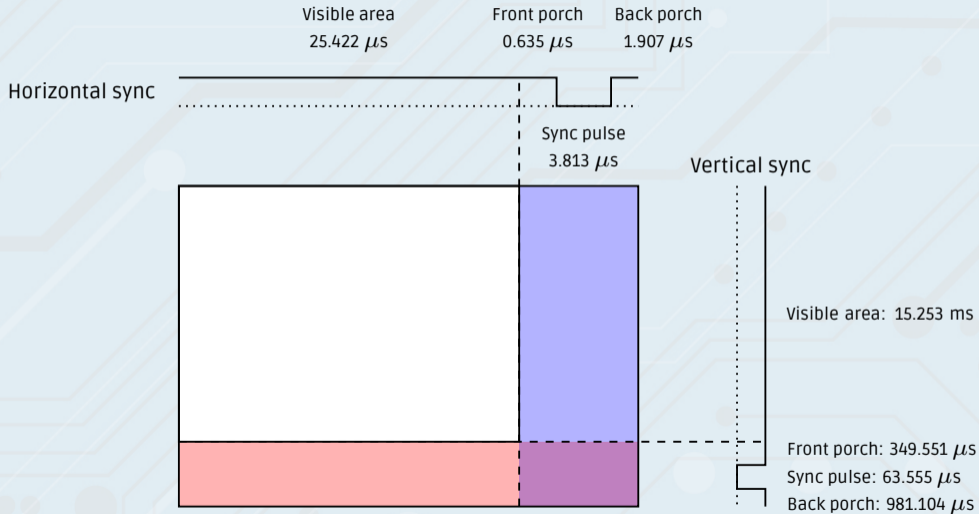 Visible area
25.422 μs
Front porch
0.635 μs
Back porch
1.907 μs
Horizontal sync
Sync pulse
3.813 μs
Vertical sync
Visible area: 15.253 ms
Front porch: 349.551 μs
Sync pulse: 63.555 μs
Back porch: 981.104 μs